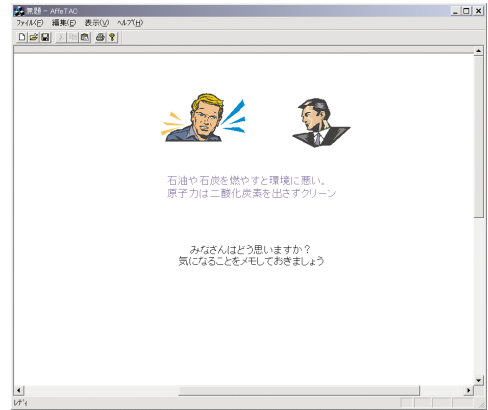 無題 - AffeTAC
ファイル(F) 編集(E) 表示(V) ヘルプ(H)
石油や石炭を燃やすと環境に悪い。
原子力は二酸化炭素を出さずクリーン
みなさんはどう思いますか？
気になることをメモしておきましょう
レディ